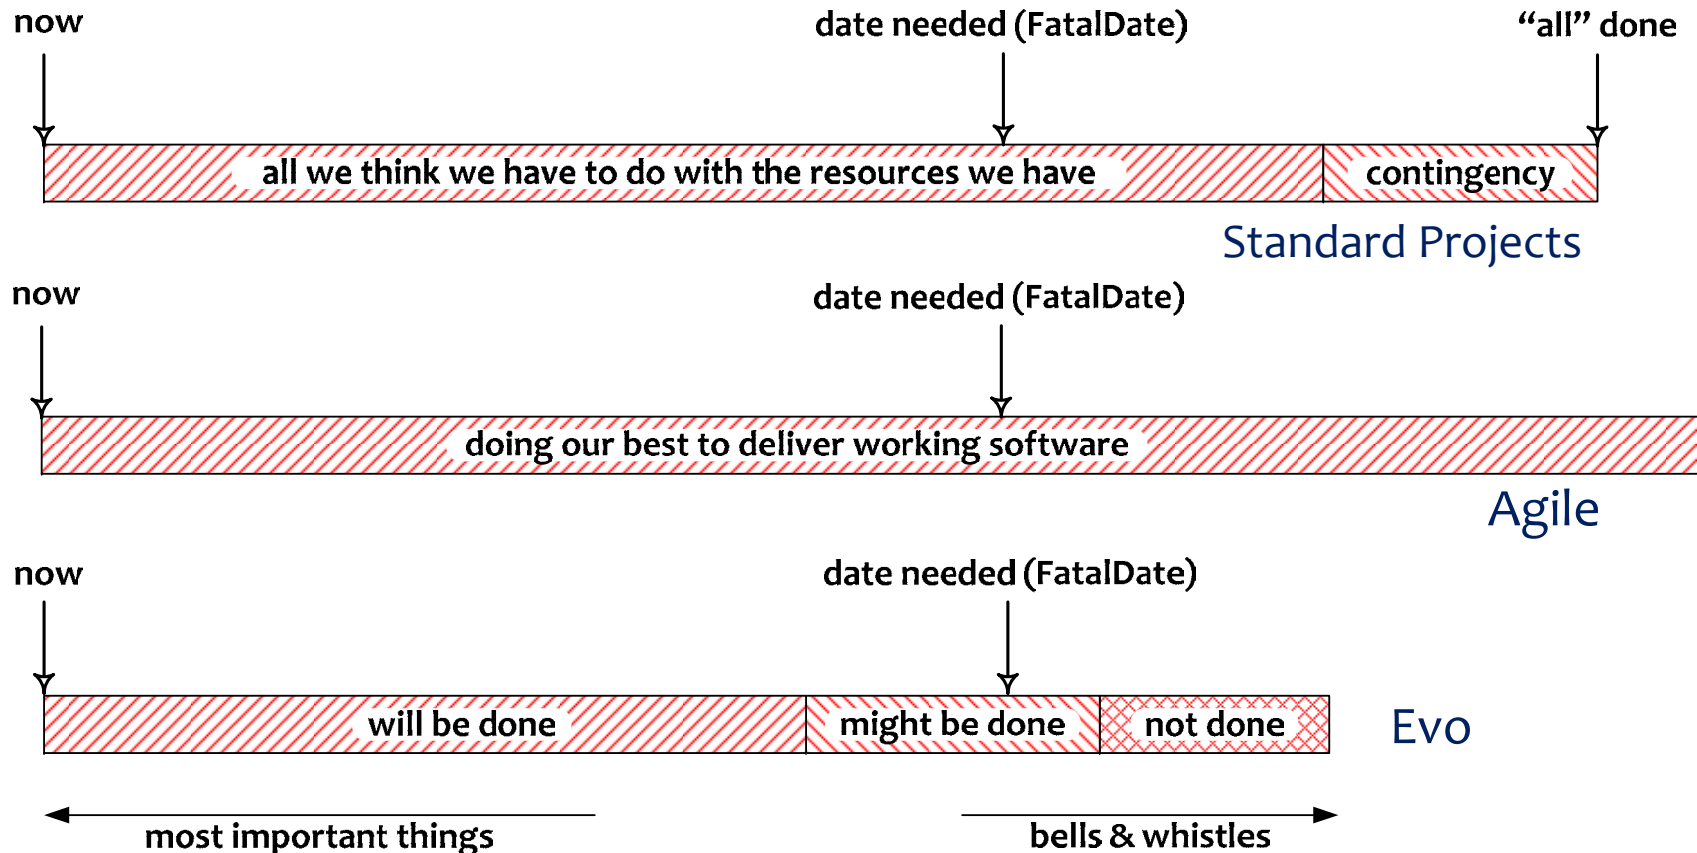 now
date needed (FatalDate)
“all” done
all we think we have to do with the resources we have
contingency
Standard Projects
now
date needed (FatalDate)
doing our best to deliver working software
Agile
now
date needed (FatalDate)
will be done
might be done
not done
Evo
most important things
bells & whistles